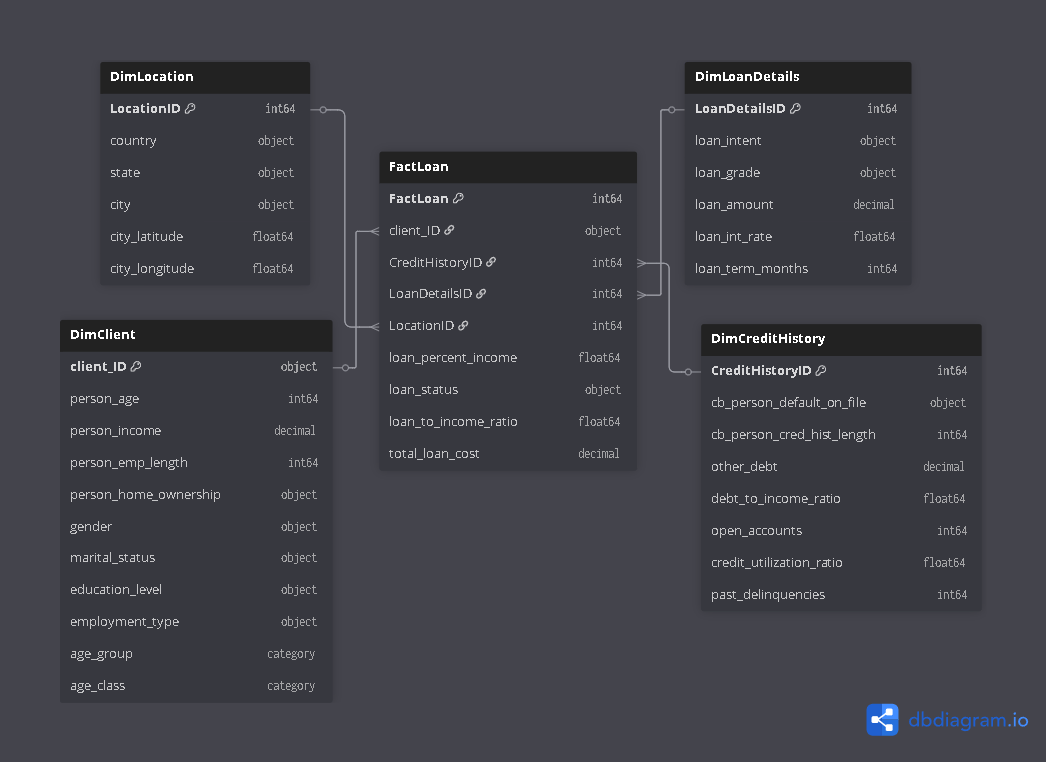 DimLocation
LocationID int64
country object
state object
city object
city_latitude float64
city_longitude float64
DimClient
client_ID object
person_age int64
person_income decimal
person_emp_length int64
person_home_ownership object
gender object
marital_status object
education_level object
employment_type object
age_group category
age_class category
FactLoan
FactLoan int64
client_ID object
CreditHistoryID int64
LoanDetailsID int64
LocationID int64
loan_percent_income float64
loan_status object
loan_to_income_ratio float64
total_loan_cost decimal
DimLoanDetails
LoanDetailsID int64
loan_intent object
loan_grade object
loan_amount decimal
loan_int_rate float64
loan_term_months int64
DimCreditHistory
CreditHistoryID int64
cb_person_default_on_file object
cb_person_cred_hist_length int64
other_debt decimal
debt_to_income_ratio float64
open_accounts int64
credit_utilization_ratio float64
past_delinquencies int64
dbdiagram.io